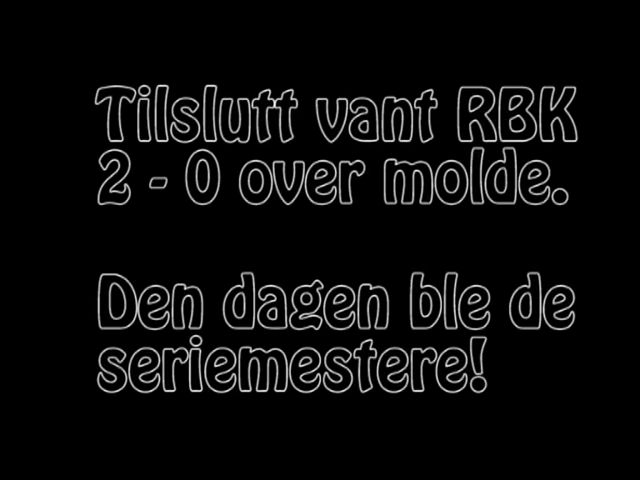 Tilslutt vant RBK
2 - 0 over molde.
Den dagen ble de
seriemestere!